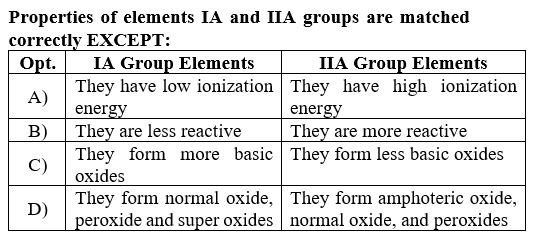 Properties of elements IA and IIA groups are matched
correctly EXCEPT:
Opt. IA Group Elements IIA Group Elements
A) They have low ionization energy They have high ionization energy
B) They are less reactive They are more reactive
C) They form more basic oxides They form less basic oxides
D) They form normal oxide, peroxide and super oxides They form amphoteric oxide, normal oxide, and peroxides